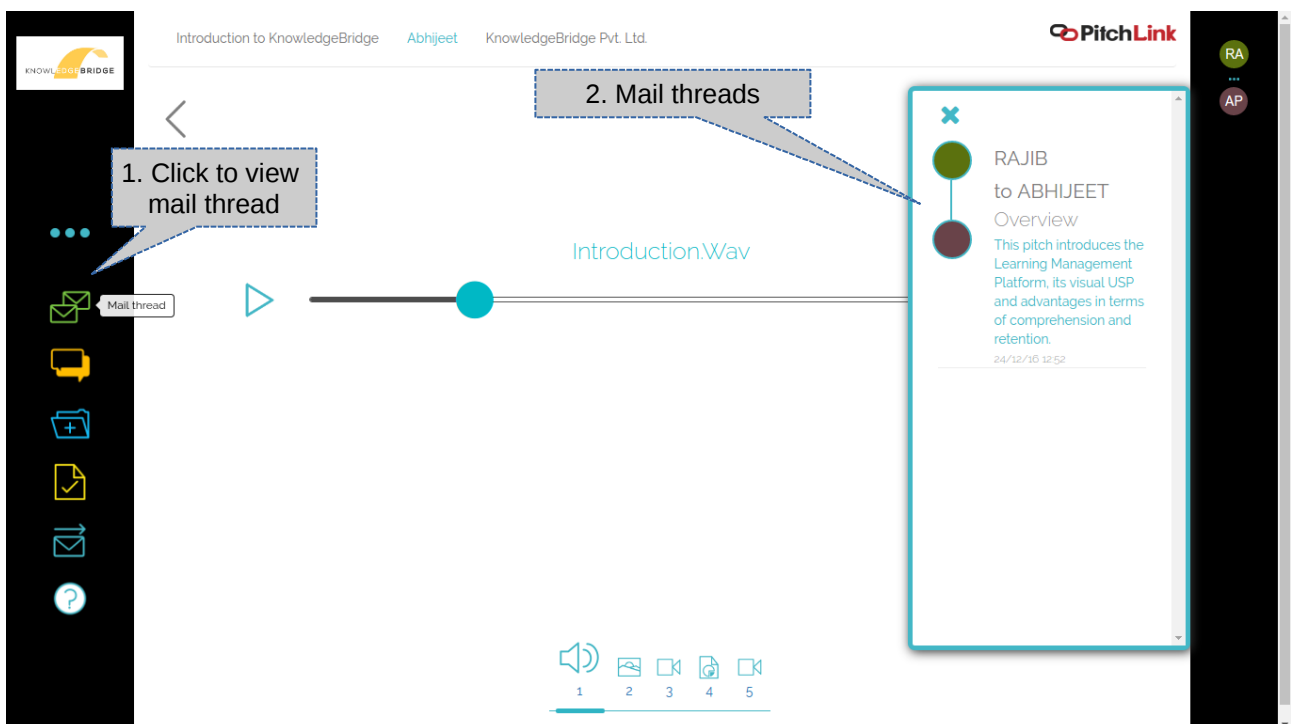 KNOWLEDGEBRIDGE
Introduction to KnowledgeBridge Abhijeet KnowledgeBridge Pvt. Ltd.
PitchLink
RA
AP
2. Mail threads
1. Click to view
mail thread
Mail thread
Introduction.Wav
RAJIB
to ABHIJEET
Overview
This pitch introduces the
Learning Management
Platform, its visual USP
and advantages in terms
of comprehension and
retention.
24/12/16 12:52
1 2 3 4 5